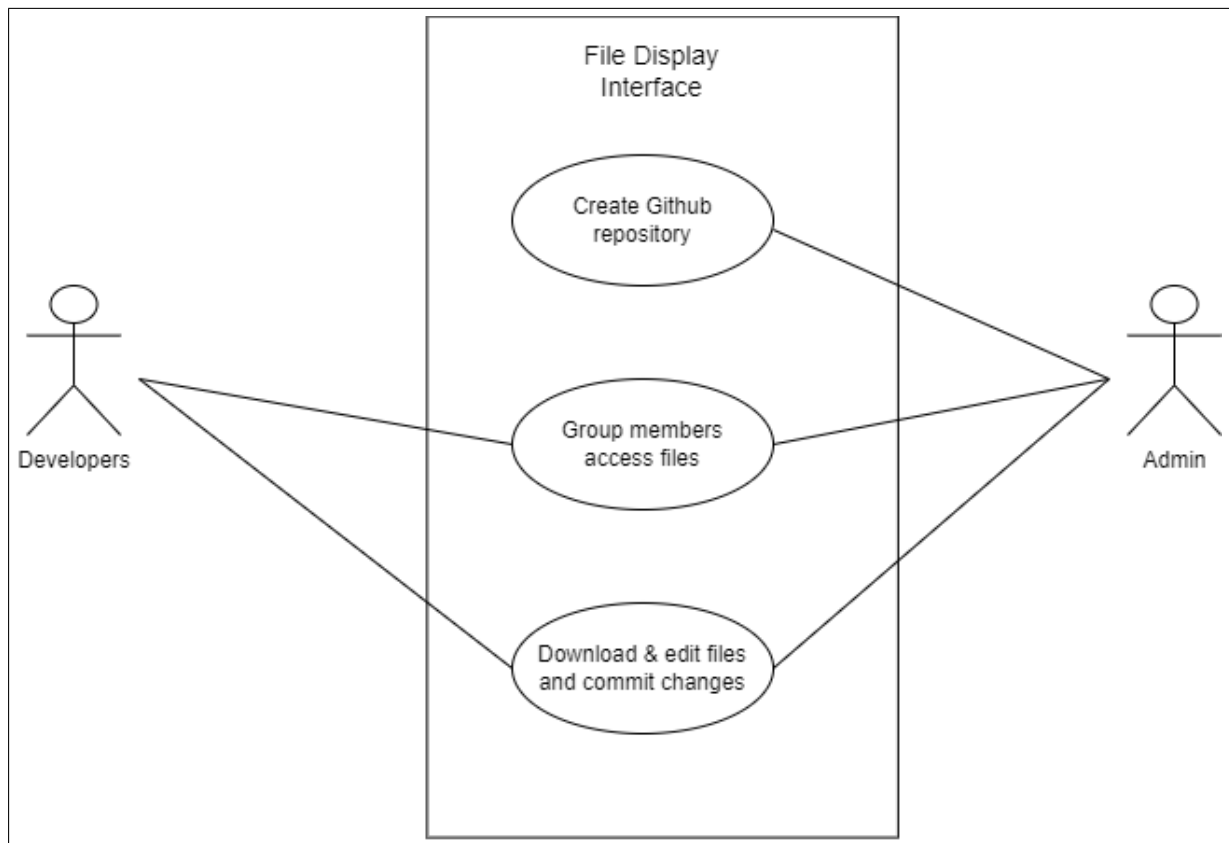 File Display
Interface
Create Github
repository
Developers
Group members
access files
Admin
Download & edit files
and commit changes